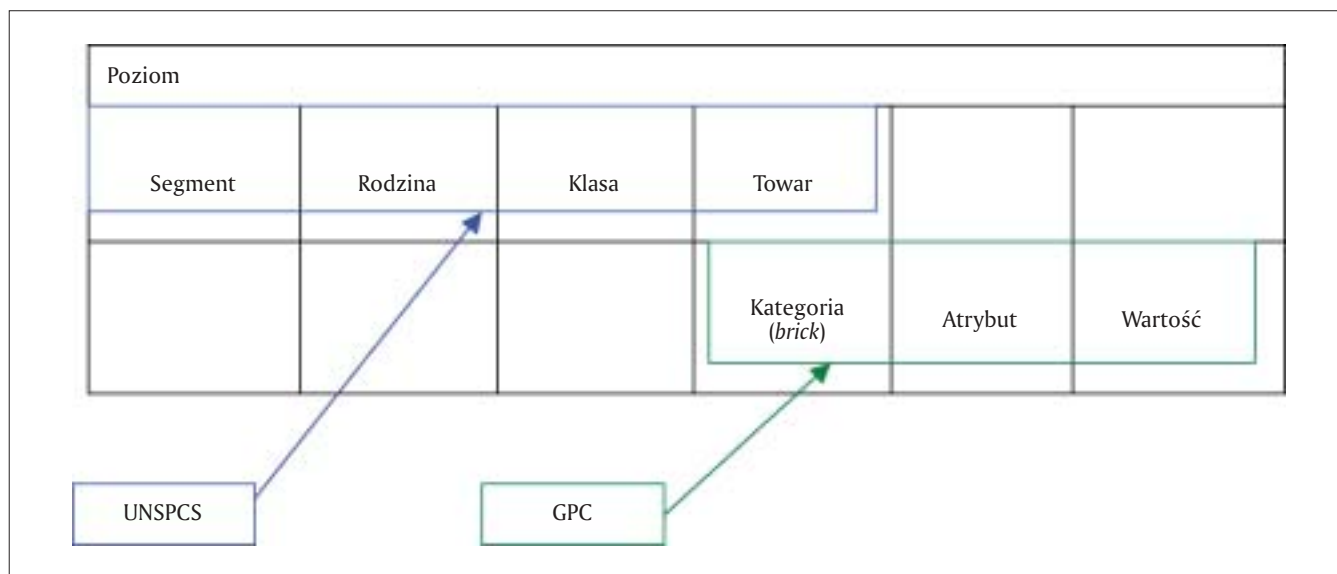 Poziom
Segment Rodzina Klasa Towar
Kategoria
(brick) Atrybut Wartość
UNSPCS GPC